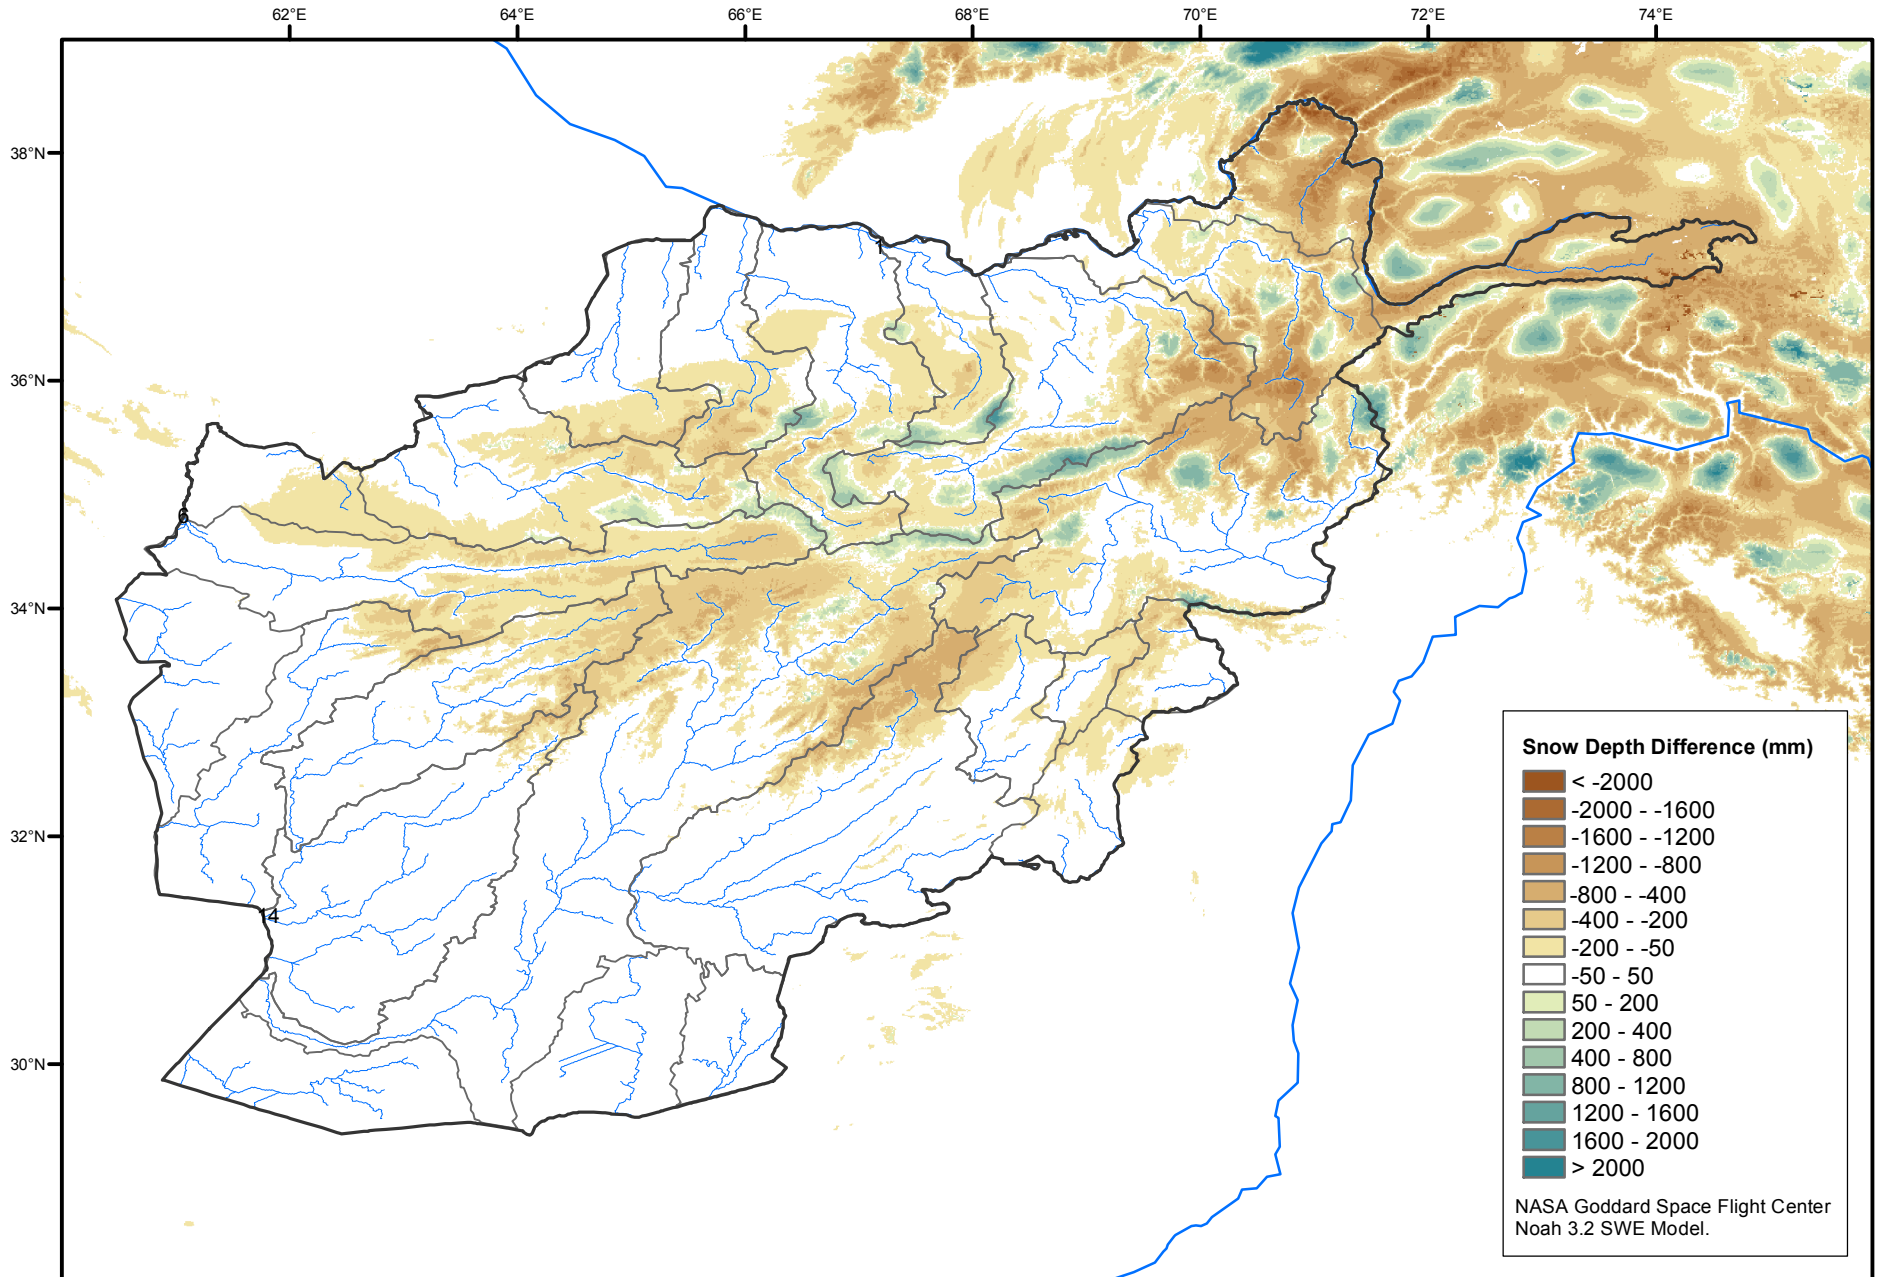 62°E 64°E 66°E 68°E 70°E 72°E 74°E
38°N
1
36°N
6
34°N
32°N
14
30°N
Snow Depth Difference (mm)
< -2000
-2000 - -1600
-1600 - -1200
-1200 - -800
-800 - -400
-400 - -200
-200 - -50
-50 - 50
50 - 200
200 - 400
400 - 800
800 - 1200
1200 - 1600
1600 - 2000
> 2000
NASA Goddard Space Flight Center
Noah 3.2 SWE Model.